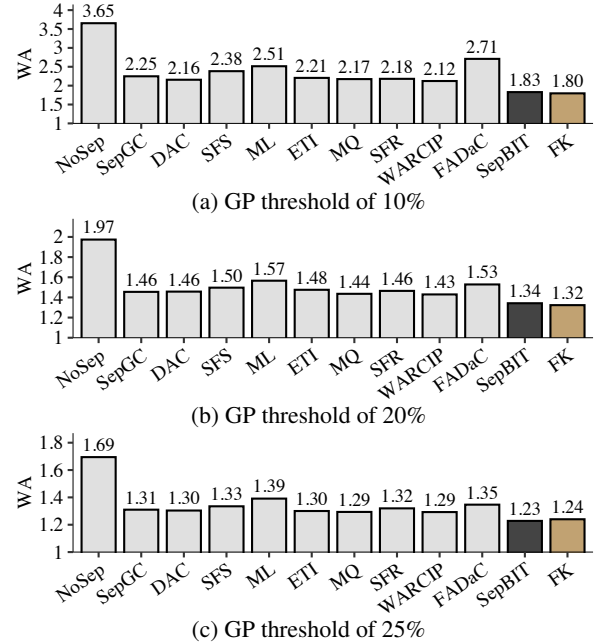 4
3.5
3
2.5
2
1.5
1
WA
3.65 2.25 2.16 2.38 2.51 2.21 2.17 2.18 2.12 2.71 1.83 1.80
NoSep SepGC DAC SFS ML ETI MQ SFR WARCIP FADaC SepBIT FK
(a) GP threshold of 10%
2
1.8
1.6
1.4
1.2
1
WA
1.97 1.46 1.46 1.50 1.57 1.48 1.44 1.46 1.43 1.53 1.34 1.32
NoSep SepGC DAC SFS ML ETI MQ SFR WARCIP FADaC SepBIT FK
(b) GP threshold of 20%
1.8
1.6
1.4
1.2
1
WA
1.69 1.31 1.30 1.33 1.39 1.30 1.29 1.32 1.29 1.35 1.23 1.24
NoSep SepGC DAC SFS ML ETI MQ SFR WARCIP FADaC SepBIT FK
(c) GP threshold of 25%